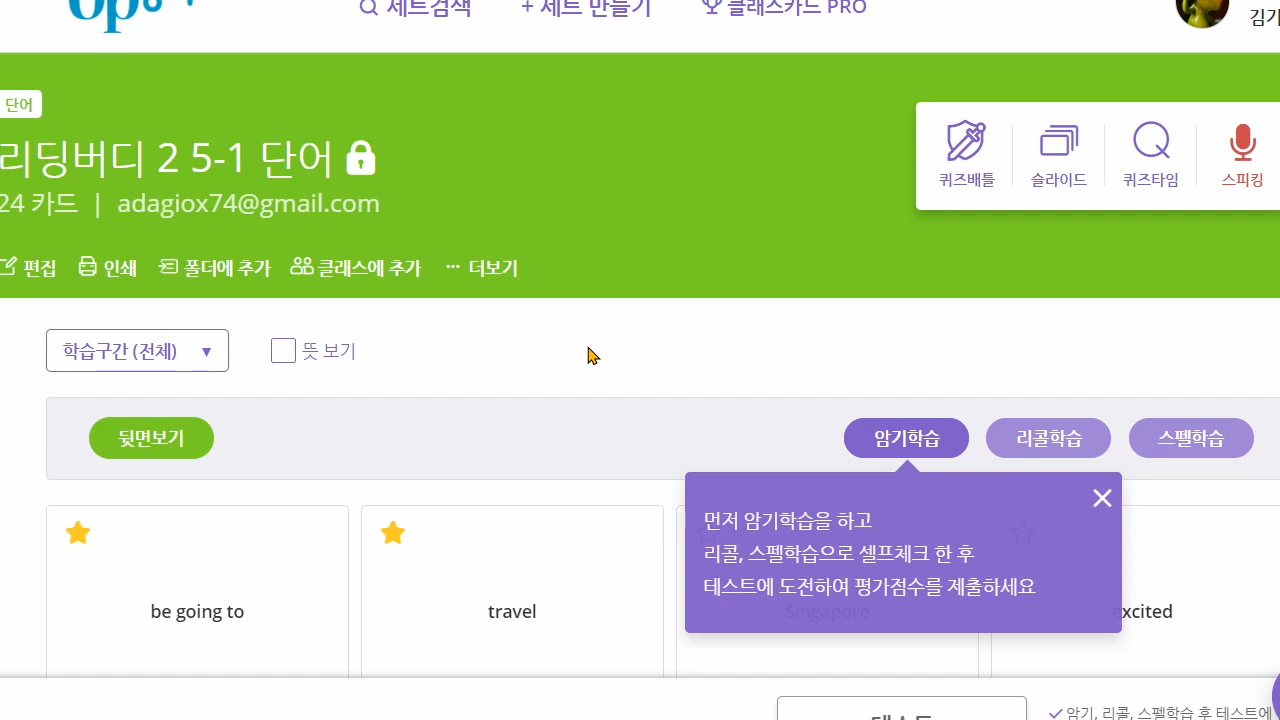 세트검색
+ 세트 만들기
클래스카드 PRO
단어
리딩버디 2 5-1 단어
24 카드 | adagiox74@gmail.com
편집
인쇄
폴더에 추가
클래스에 추가
··· 더보기
퀴즈배틀
슬라이드
퀴즈타임
스피킹
학습구간 (전체) ▼
뜻 보기
뒷면보기
암기학습
리콜학습
스펠학습
먼저 암기학습을 하고
리콜, 스펠학습으로 셀프체크 한 후
테스트에 도전하여 평가점수를 제출하세요
be going to
travel
Singapore
excited
테스트
암기, 리콜, 스펠학습 후 테스트에